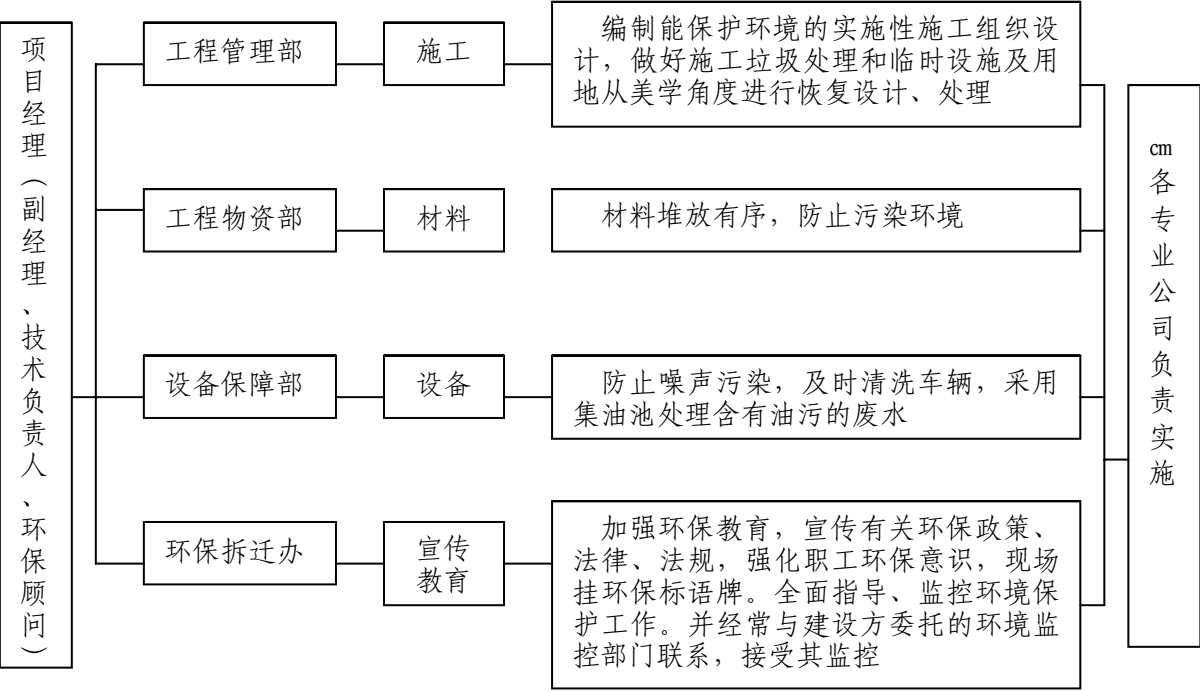 项目经理（副经理、技术负责人、环保顾问）
工程管理部
施工
编制能保护环境的实施性施工组织设
计，做好施工垃圾处理和临时设施及用
地从美学角度进行恢复设计、处理
工程物资部
材料
材料堆放有序，防止污染环境
设备保障部
设备
防止噪声污染，及时清洗车辆，采用
集油池处理含有油污的废水
环保拆迁办
宣传
教育
加强环保教育，宣传有关环保政策、
法律、法规，强化职工环保意识，现场
挂环保标语牌。全面指导、监控环境保
护工作。并经常与建设方委托的环境监
控部门联系，接受其监控
㎝各专业公司负责实施